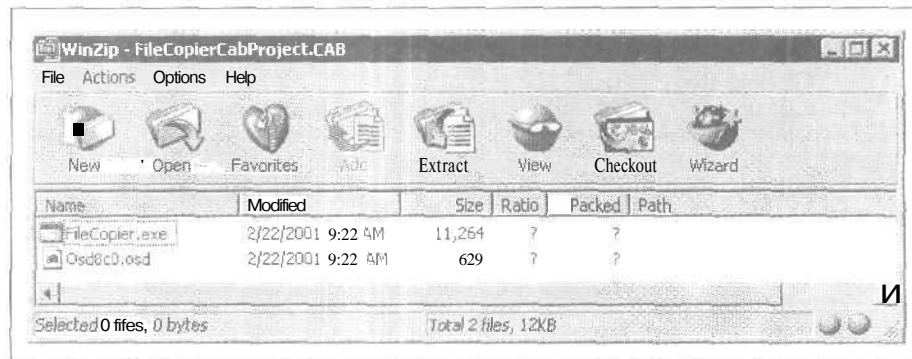 WinZip - FileCopierCabProject.CAB
File Actions Options Help
New Open Favorites Add Extract View Checkout Wizard
Name Modified Size Ratio Packed Path
FileCopier.exe 2/22/2001 9:22 AM 11,264 ? ?
Osd8c0.osd 2/22/2001 9:22 AM 629 ? ?
И
Selected 0 fifes, 0 bytes Total 2 files, 12KB